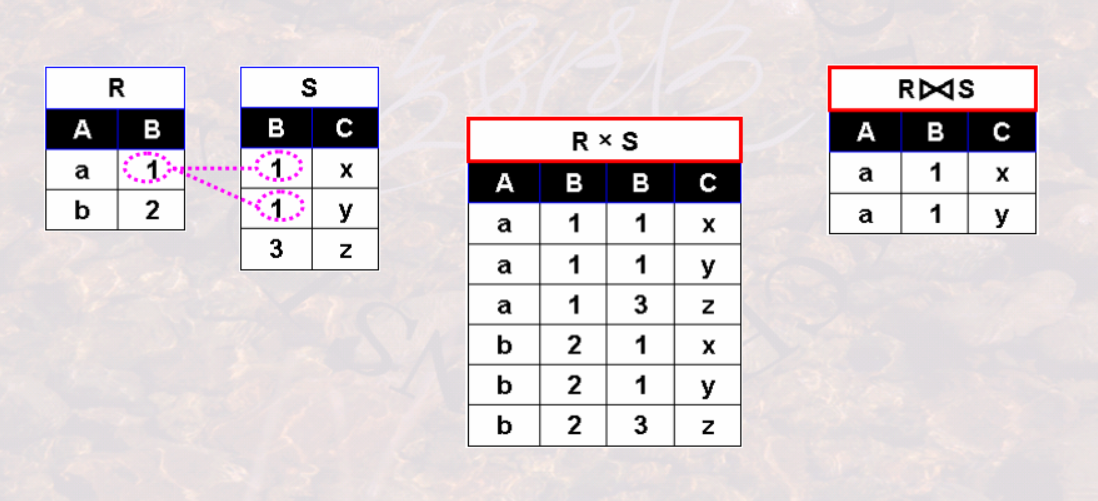 R
A B
a 1
b 2
S
B C
1 x
1 y
3 z
R × S
A B B C
a 1 1 x
a 1 1 y
a 1 3 z
b 2 1 x
b 2 1 y
b 2 3 z
R⋈S
A B C
a 1 x
a 1 y